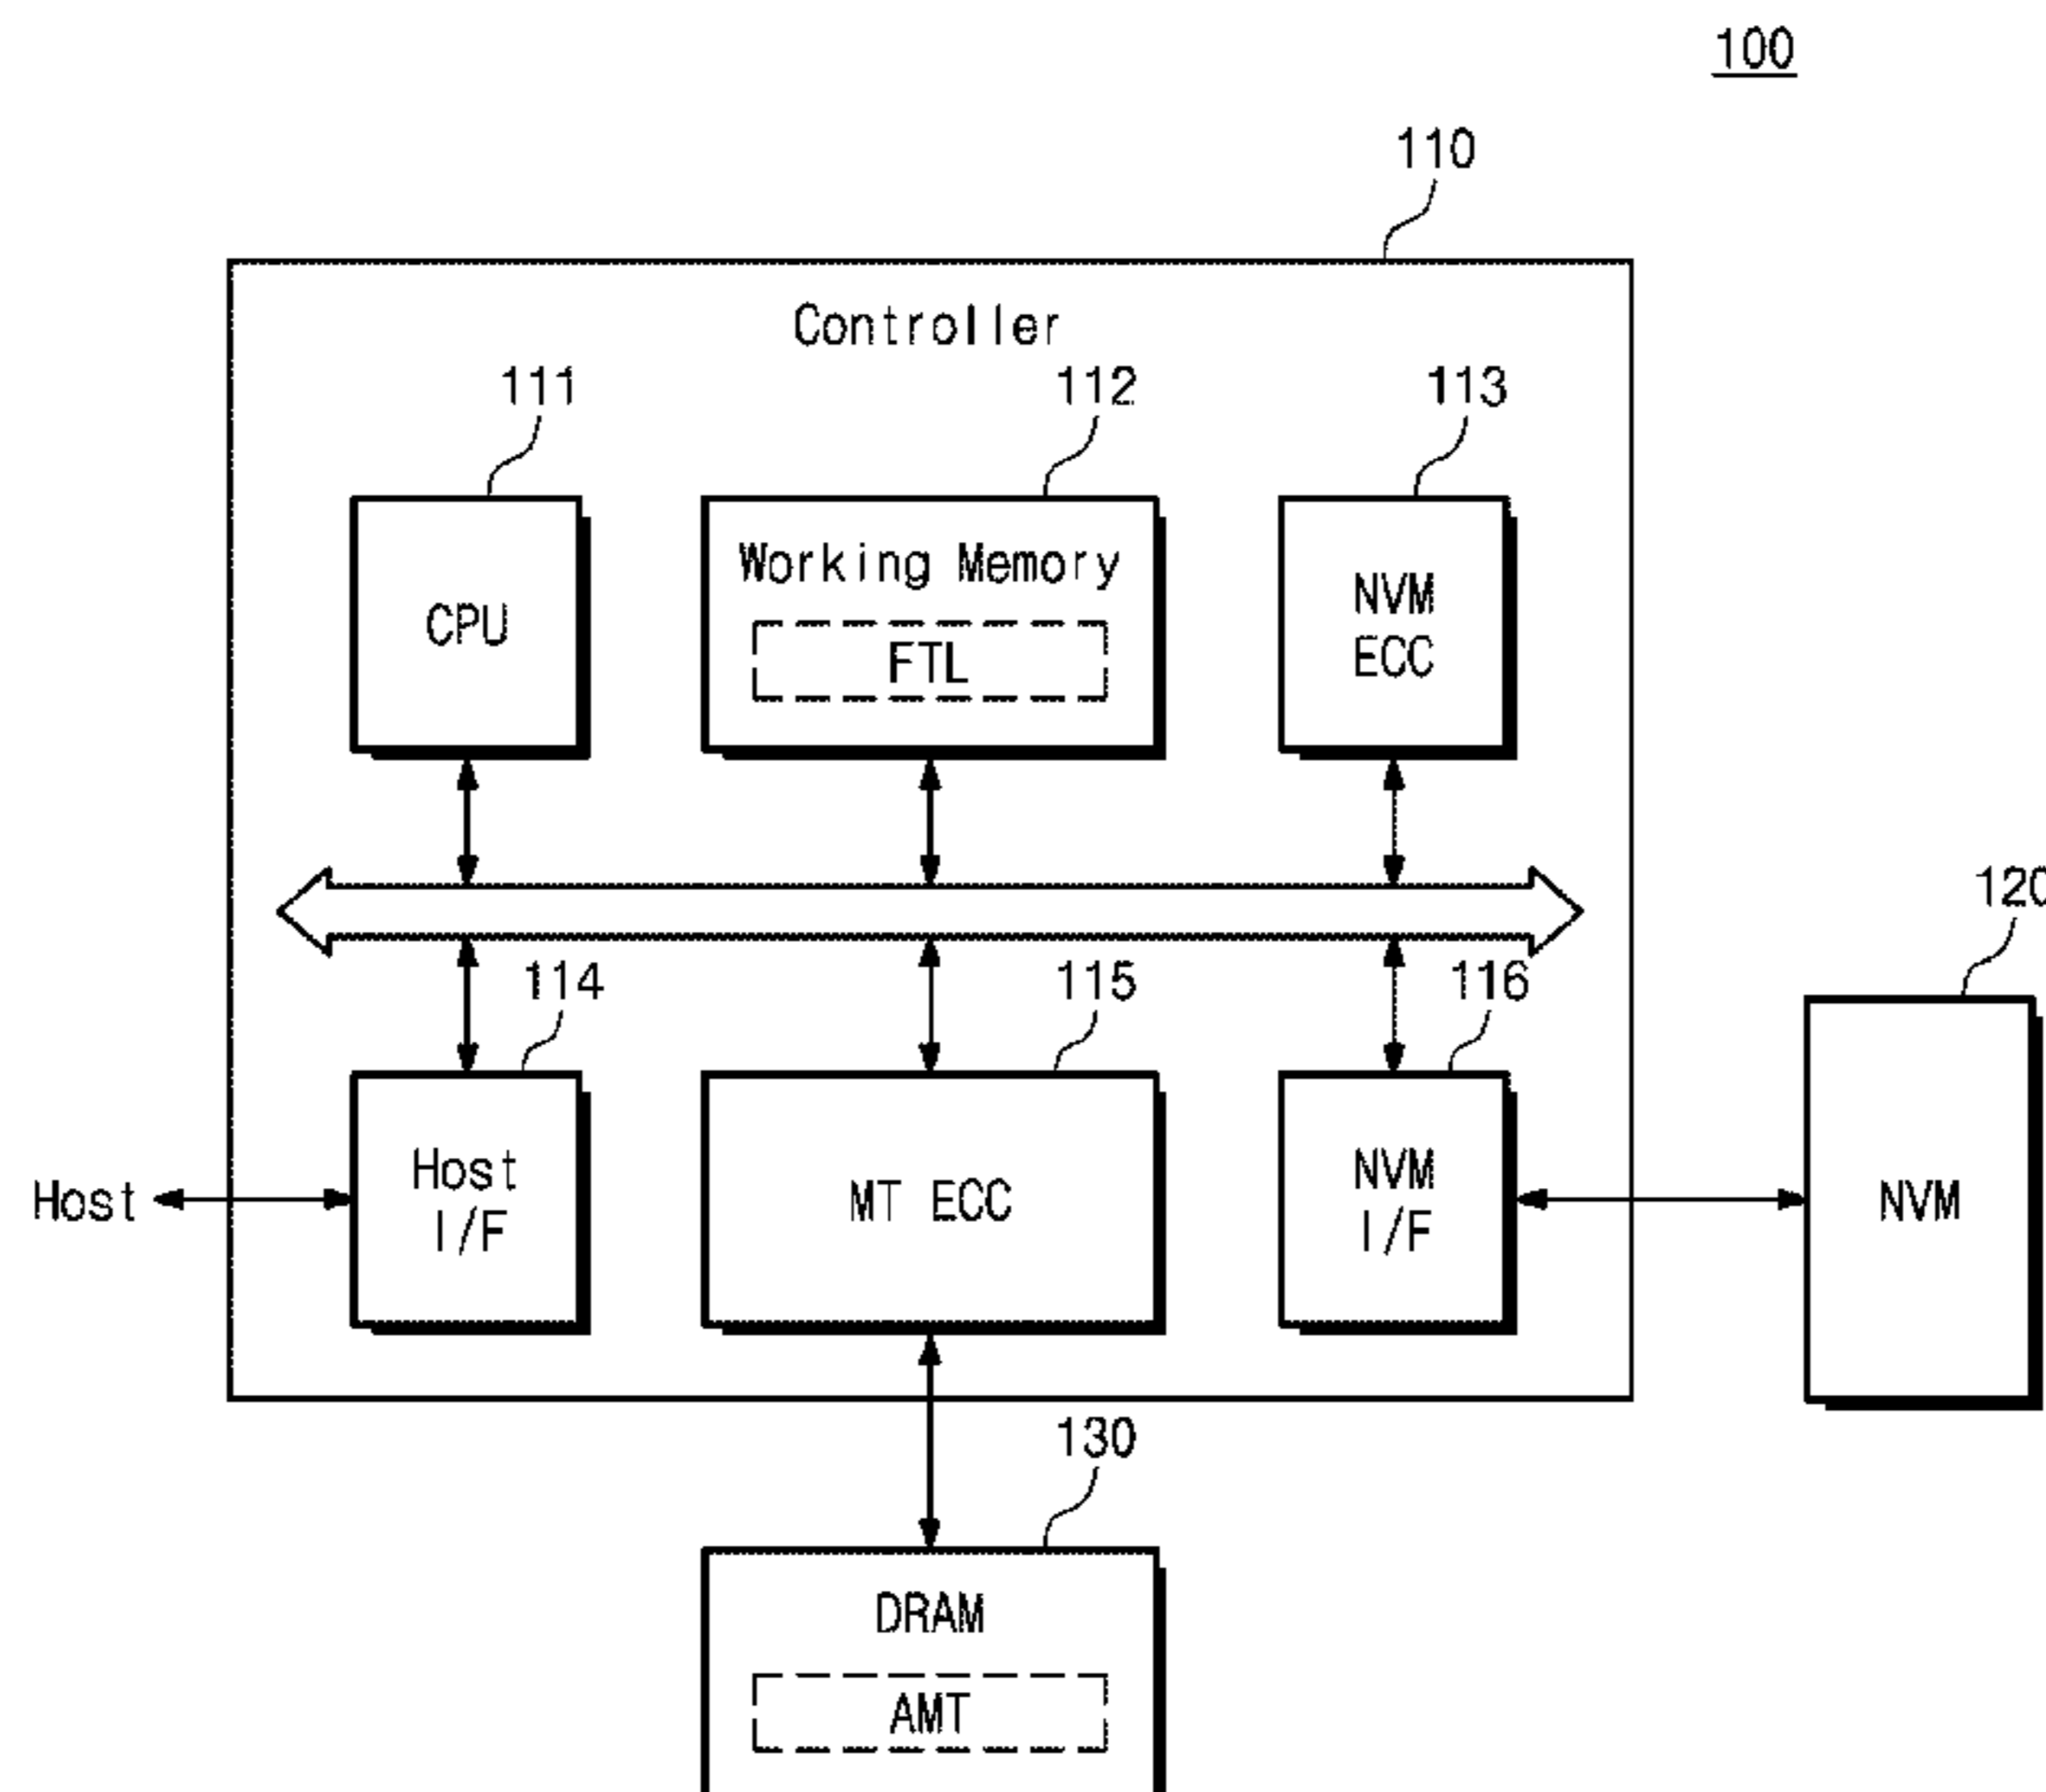 100
110
Controller
111
112
113
CPU
Working Memory
FTL
NVM
ECC
120
114
115
116
Host
Host
I/F
MT ECC
NVM
I/F
NVM
130
DRAM
AMT